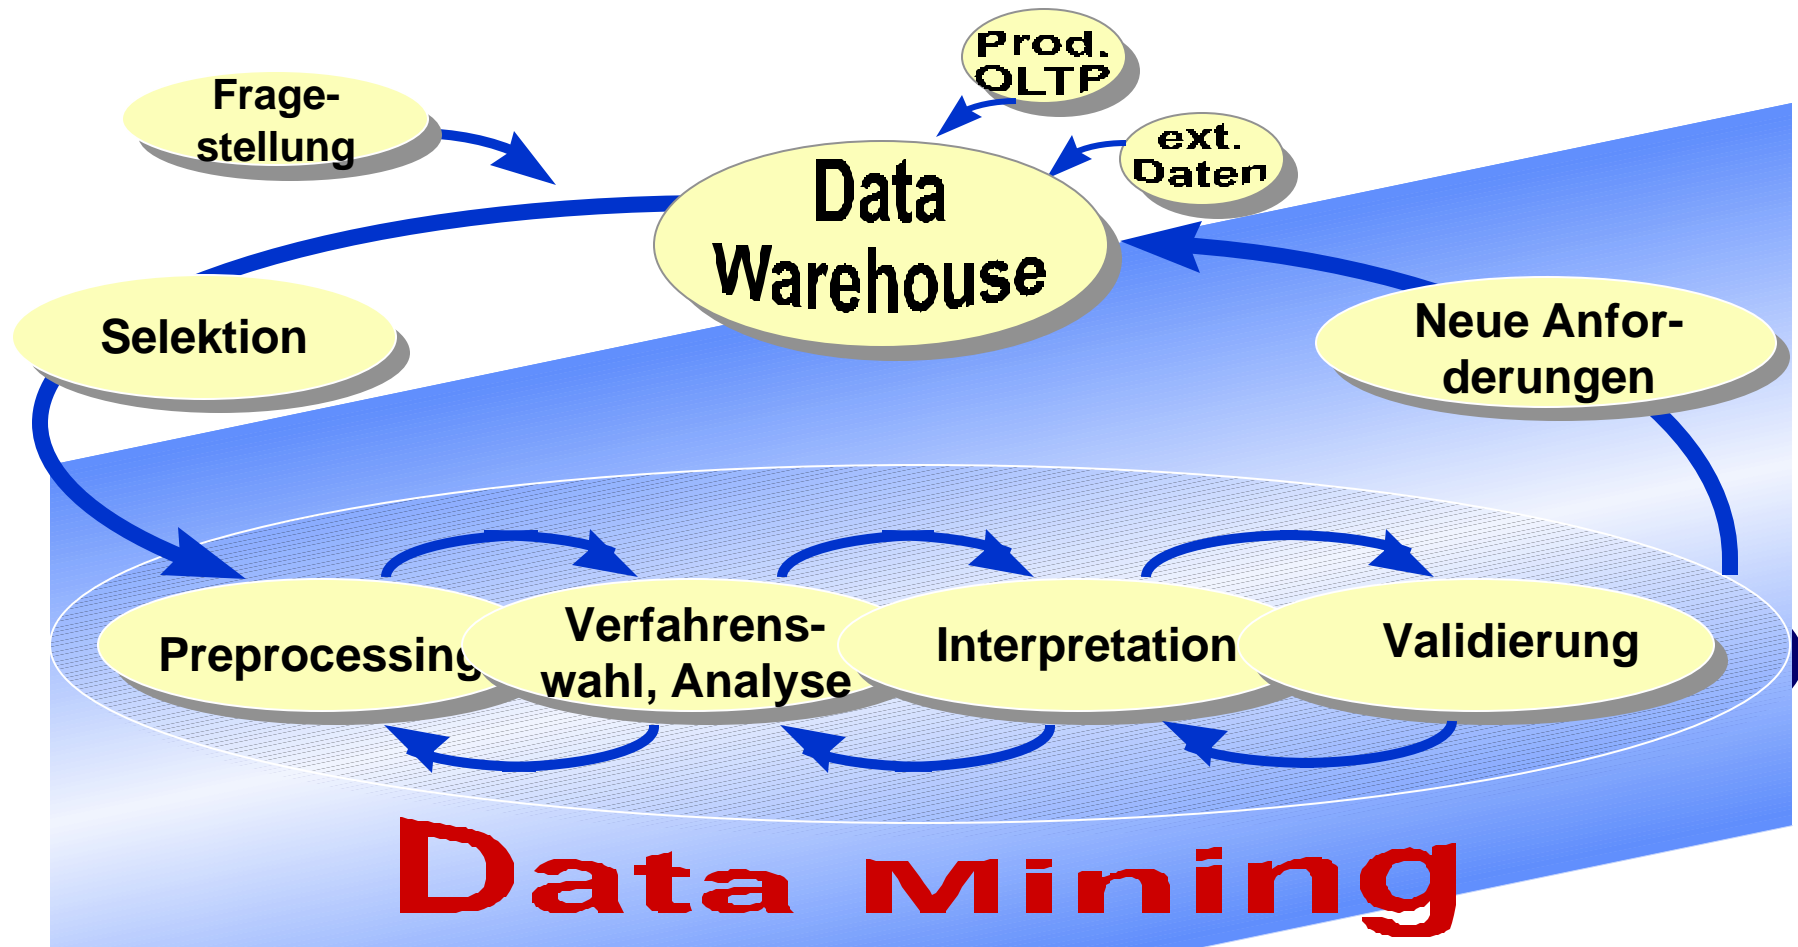 Prod.
OLTP
Frage-
stellung
ext.
Daten
Data
Warehouse
Selektion
Neue Anfor-
derungen
Preprocessing
Verfahrens-
wahl, Analyse
Interpretation
Validierung
Data Mining